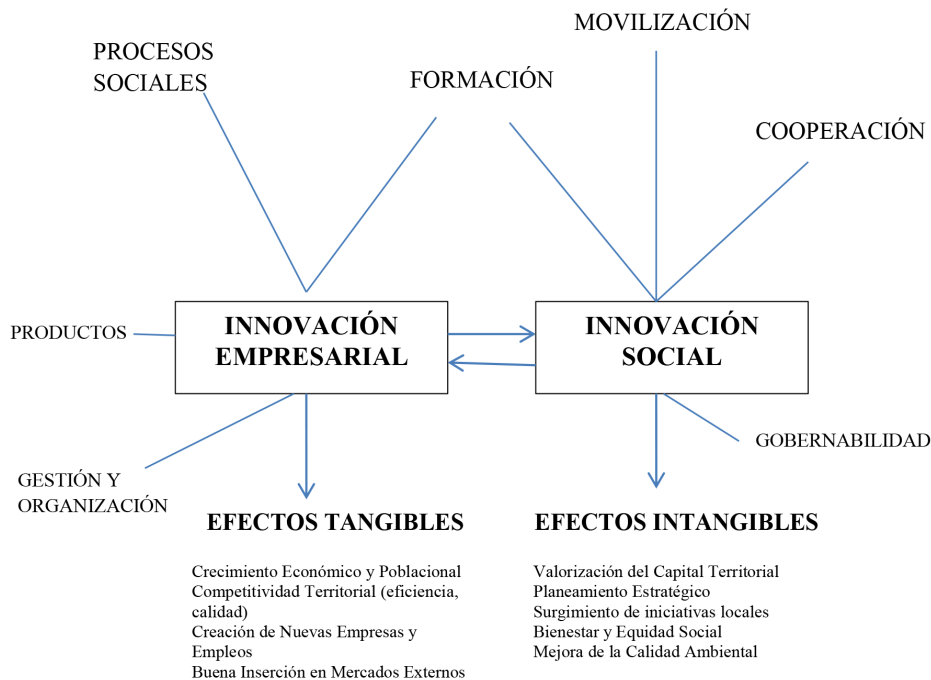 MOVILIZACIÓN
PROCESOS
SOCIALES
FORMACIÓN
COOPERACIÓN
INNOVACIÓN
EMPRESARIAL
INNOVACIÓN
SOCIAL
PRODUCTOS
GOBERNABILIDAD
GESTIÓN Y
ORGANIZACIÓN
EFECTOS TANGIBLES
Crecimiento Económico y Poblacional
Competitividad Territorial (eficiencia,
calidad)
Creación de Nuevas Empresas y
Empleos
Buena Inserción en Mercados Externos
EFECTOS INTANGIBLES
Valorización del Capital Territorial
Planeamiento Estratégico
Surgimiento de iniciativas locales
Bienestar y Equidad Social
Mejora de la Calidad Ambiental